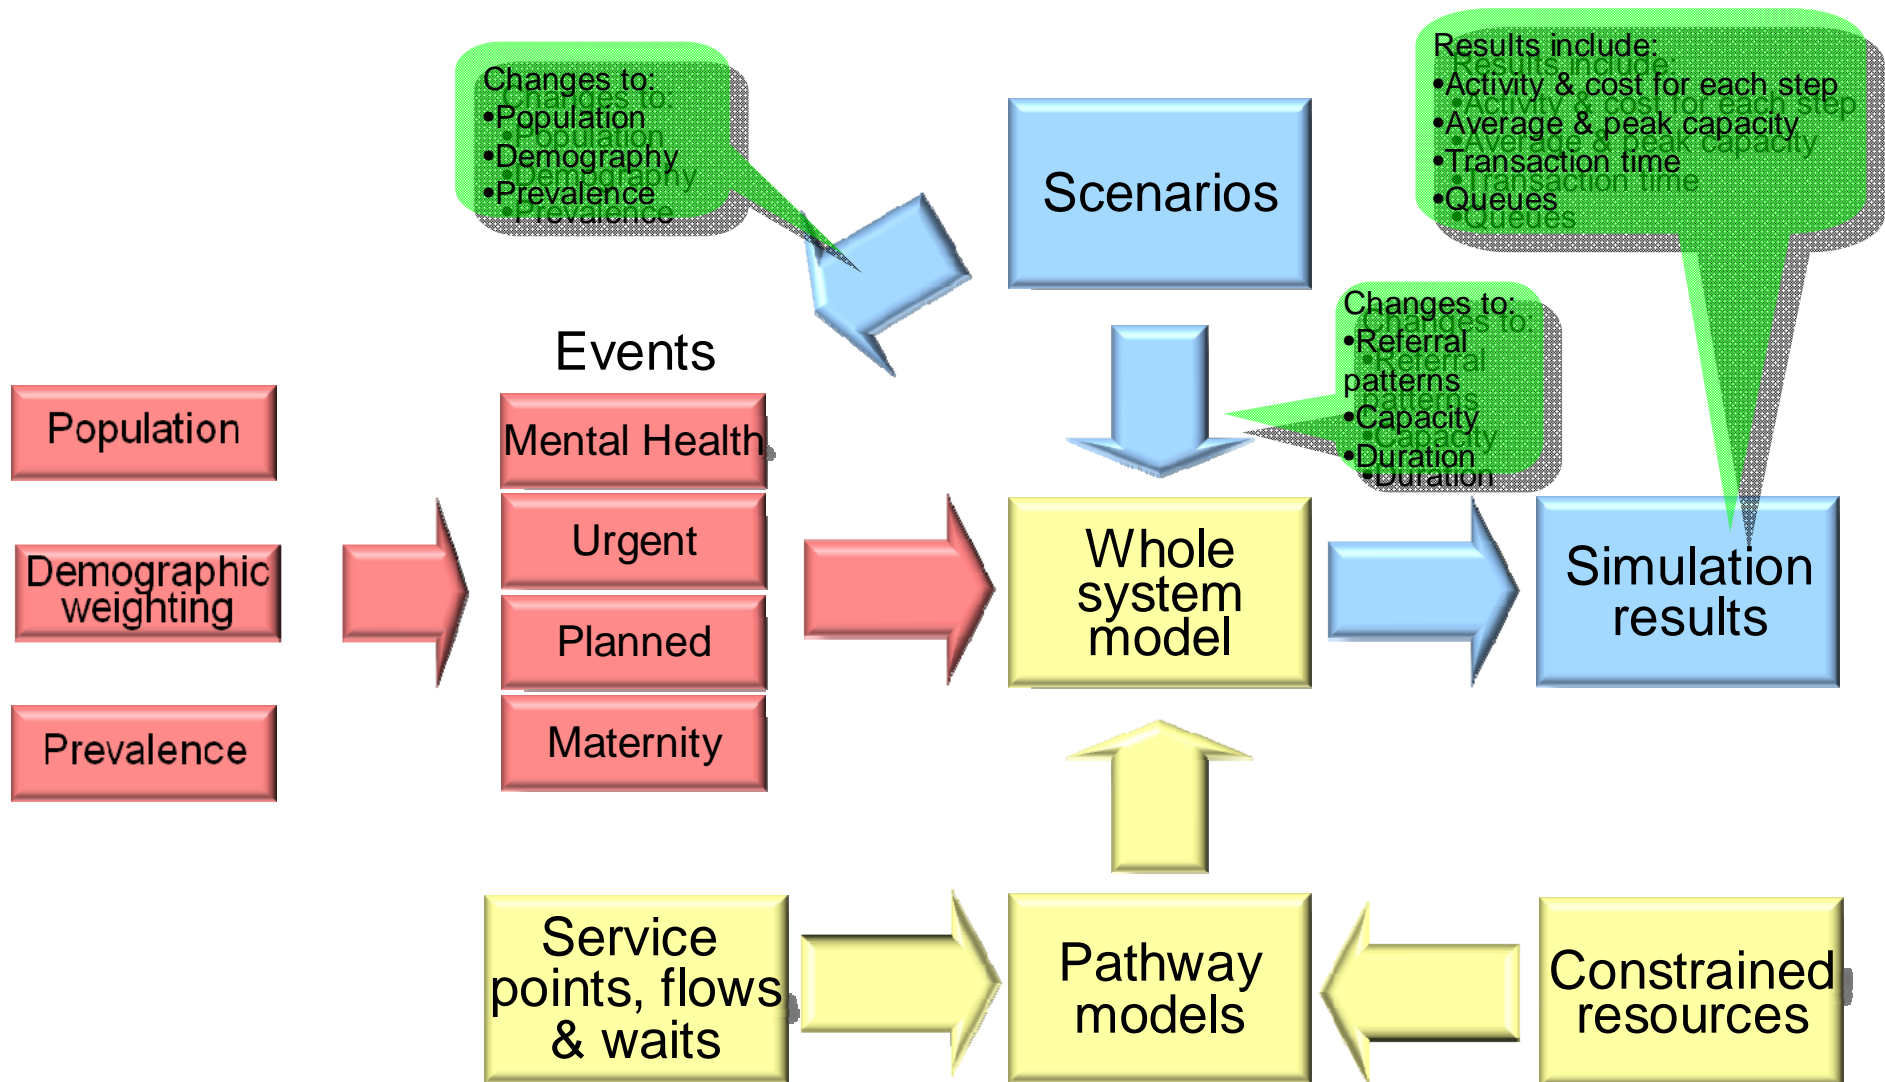 Changes to:
•Population
•Demography
•Prevalence
Scenarios
Results include:
•Activity & cost for each step
•Average & peak capacity
•Transaction time
•Queues
Changes to:
•Referral
patterns
•Capacity
•Duration
Events
Population
Demographic
weighting
Prevalence
Mental Health
Urgent
Planned
Maternity
Whole
system
model
Simulation
results
Service
points, flows
& waits
Pathway
models
Constrained
resources